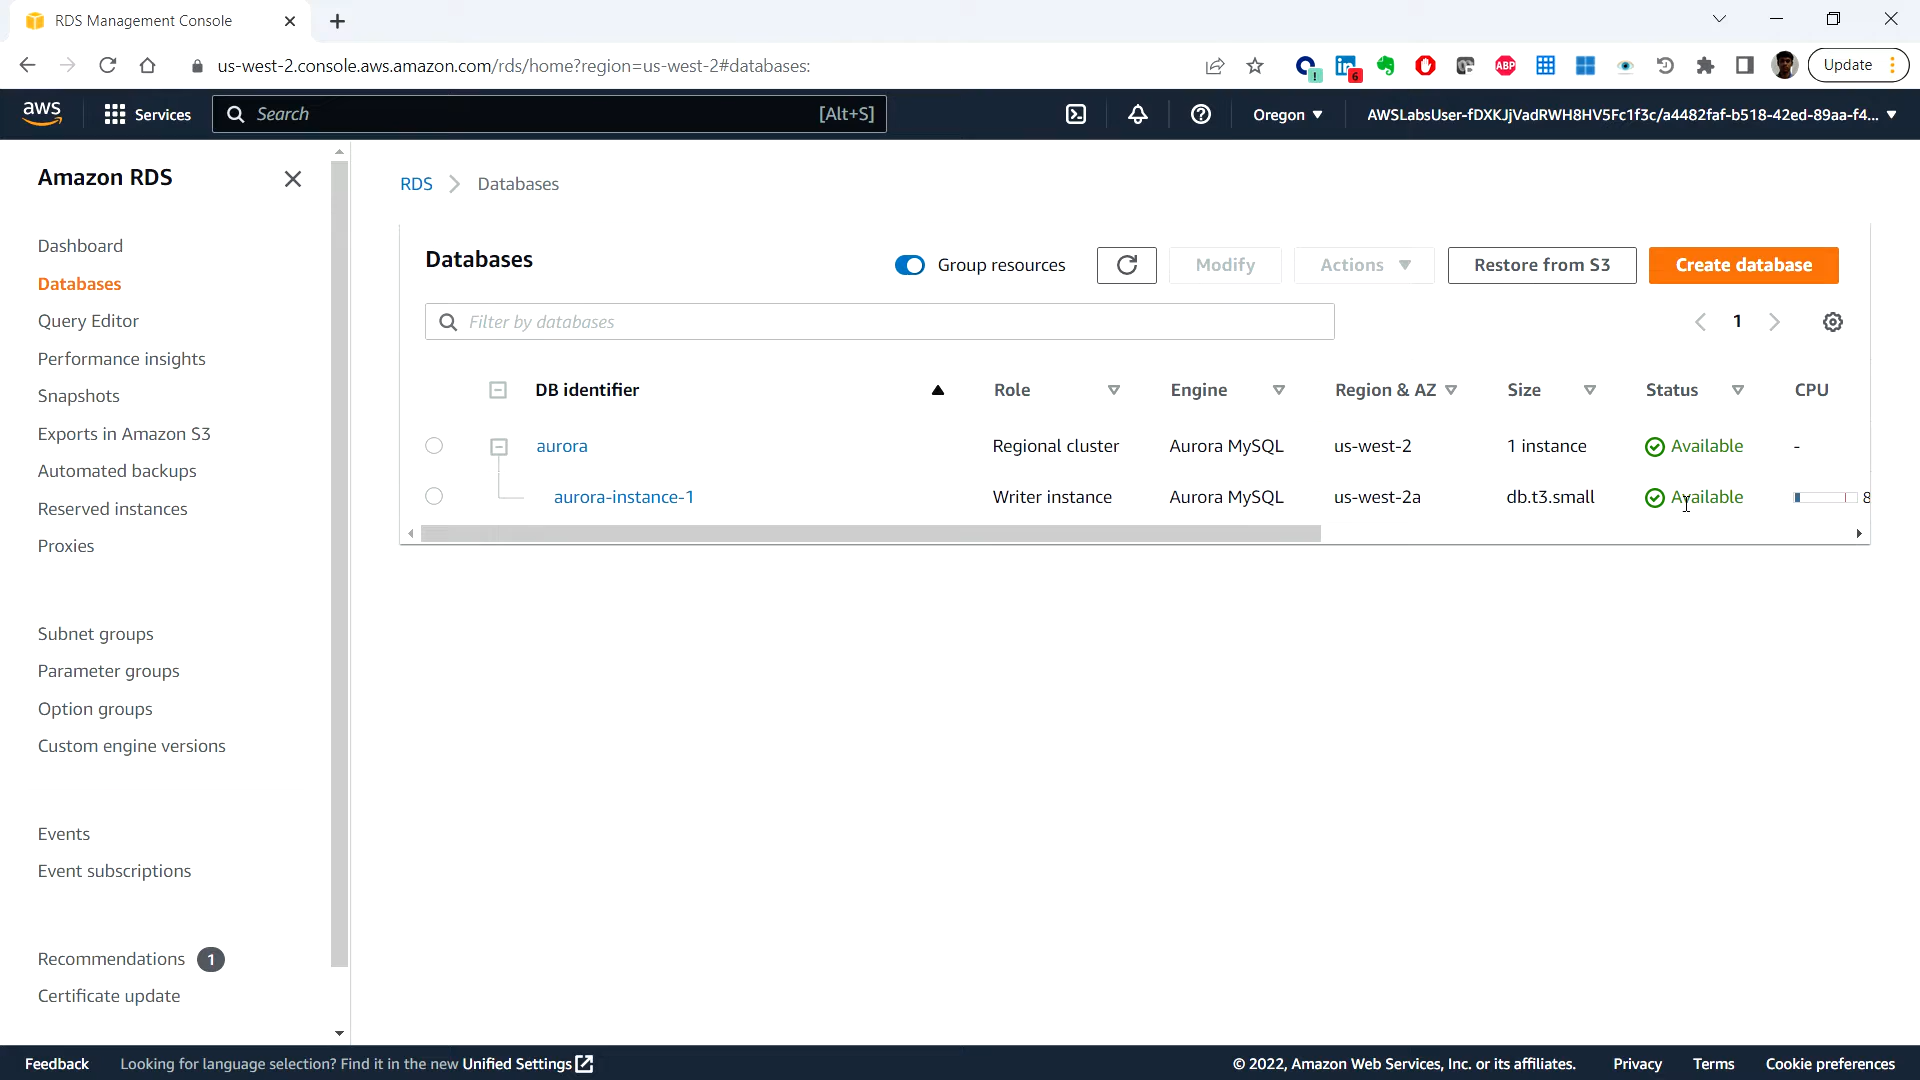 RDS Management Console
us-west-2.console.aws.amazon.com/rds/home?region=us-west-2#databases:
6
ABP
Update
aws
Services
Search
[Alt+S]
Oregon
AWSLabsUser-fDXKJjVadRWH8HV5Fc1f3c/a4482faf-b518-42ed-89aa-f4...
Amazon RDS
Dashboard
Databases
Query Editor
Performance insights
Snapshots
Exports in Amazon S3
Automated backups
Reserved instances
Proxies
Subnet groups
Parameter groups
Option groups
Custom engine versions
Events
Event subscriptions
Recommendations 1
Certificate update
RDS > Databases
Databases
Group resources
Modify
Actions
Restore from S3
Create database
Filter by databases
1
DB identifier Role Engine Region & AZ Size Status CPU
aurora Regional cluster Aurora MySQL us-west-2 1 instance Available -
aurora-instance-1 Writer instance Aurora MySQL us-west-2a db.t3.small Available
Feedback Looking for language selection? Find it in the new Unified Settings © 2022, Amazon Web Services, Inc. or its affiliates. Privacy Terms Cookie preferences